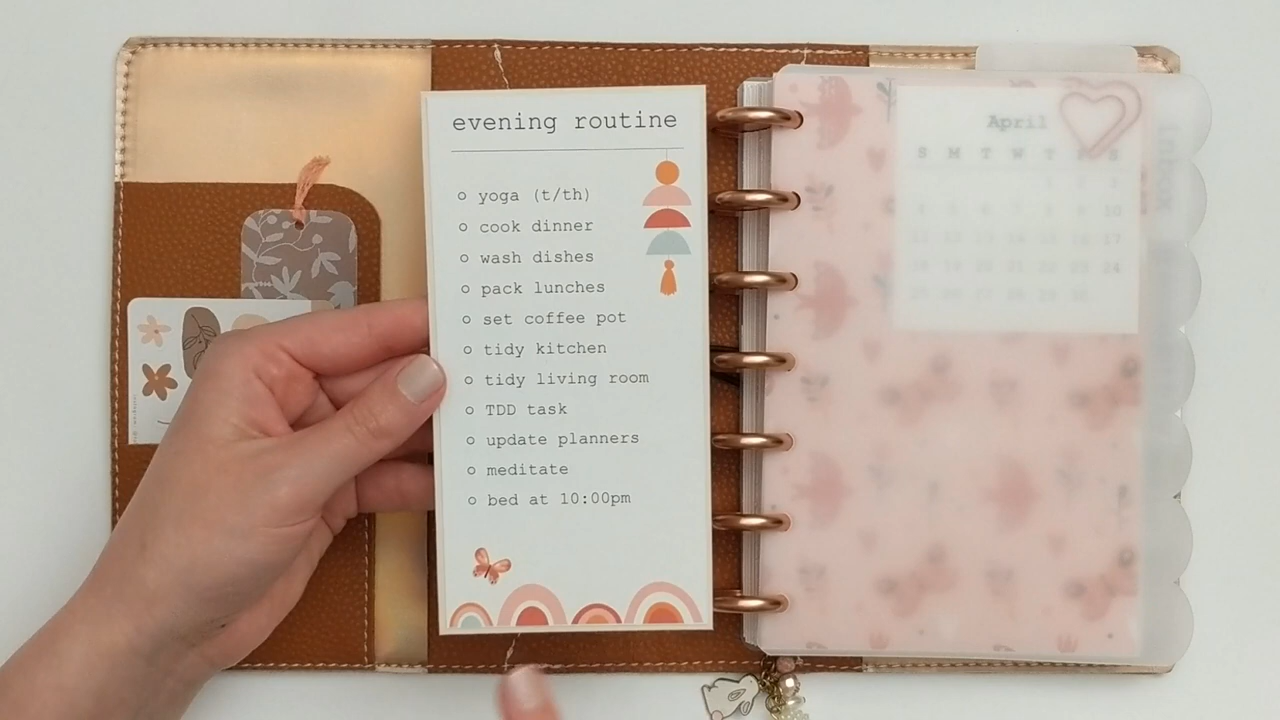 evening routine
yoga (t/th)
cook dinner
wash dishes
pack lunches
set coffee pot
tidy kitchen
tidy living room
TDD task
update planners
meditate
bed at 10:00pm
April
S M T W T F S